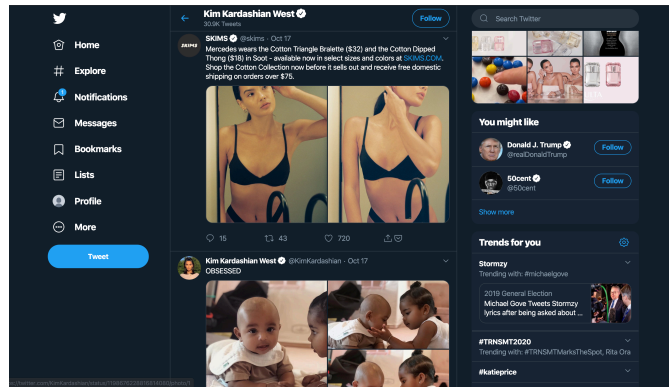 Home
Explore
1
Notifications
Messages
Bookmarks
Lists
Profile
More
Tweet
Kim Kardashian West
30.9K Tweets
Follow
SKIMS
SKIMS @skims · Oct 17
Mercedes wears the Cotton Triangle Bralette ($32) and the Cotton Dipped
Thong ($18) in Soot - available now in select sizes and colors at SKIMS.COM.
Shop the Cotton Collection now before it sells out and receive free domestic
shipping on orders over $75.
15
43
720
Kim Kardashian West @KimKardashian · Oct 17
OBSESSED
Search Twitter
You might like
Donald J. Trump
@realDonaldTrump
Follow
50cent
@50cent
Follow
Show more
Trends for you
Stormzy
Trending with: #michaelgove
2019 General Election
Michael Gove Tweets Stormzy
lyrics after being asked about ...
#TRNSMT2020
Trending with: #TRNSMTMarksTheSpot, Rita Ora
#katieprice